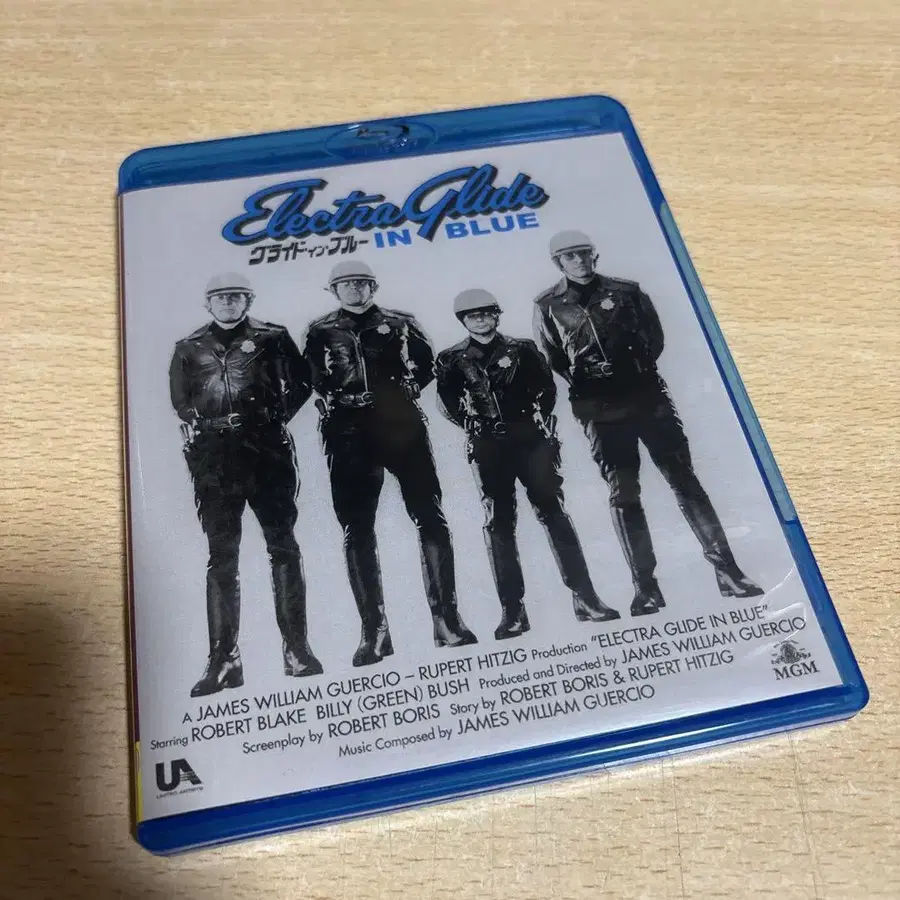 Electra Glide
グライド・イン・ブルー IN BLUE
A JAMES WILLIAM GUERCIO – RUPERT HITZIG Production "ELECTRA GLIDE IN BLUE"
Starring ROBERT BLAKE BILLY (GREEN) BUSH Produced and Directed by JAMES WILLIAM GUERCIO
Screenplay by ROBERT BORIS Story by ROBERT BORIS & RUPERT HITZIG
Music Composed by JAMES WILLIAM GUERCIO
MGM
UA
UNITED ARTISTS